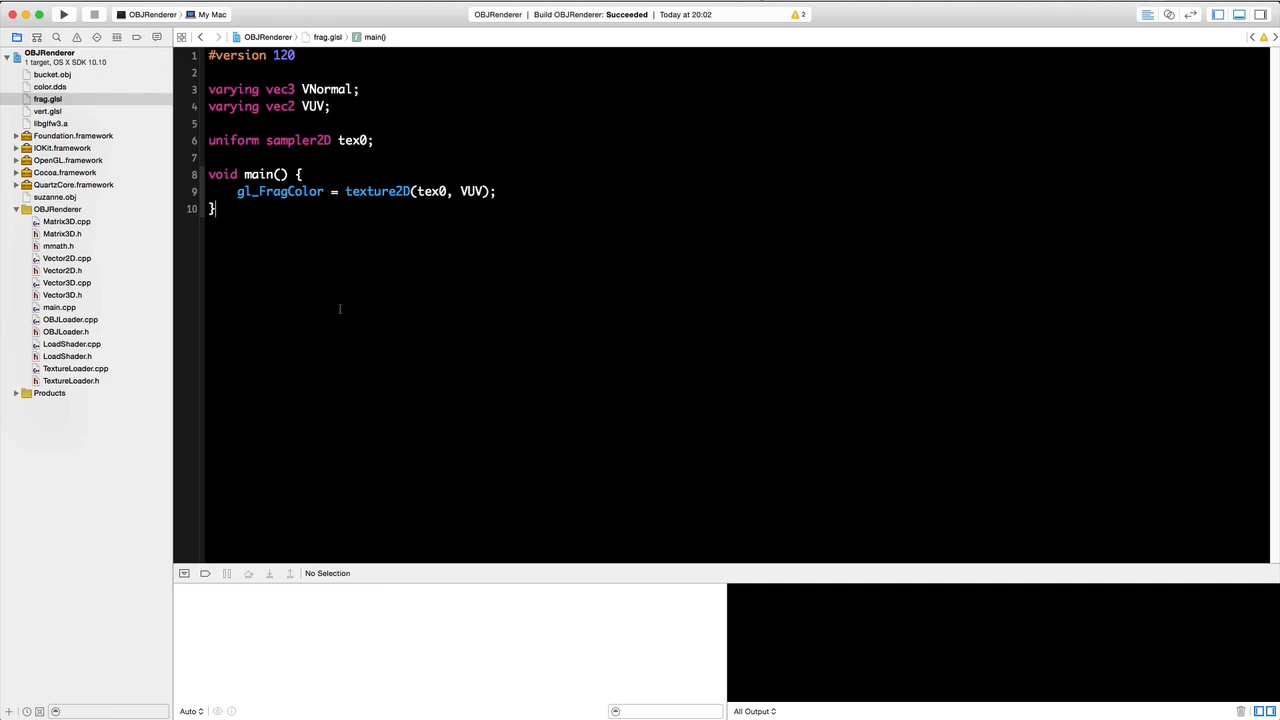 OBJRenderer
My Mac
OBJRenderer | Build OBJRenderer: Succeeded | Today at 20:02
2
OBJRenderer
frag.glsl
main()
OBJRenderer
1 target, OS X SDK 10.10
bucket.obj
color.dds
frag.glsl
vert.glsl
libglfw3.a
Foundation.framework
IOKit.framework
OpenGL.framework
Cocoa.framework
QuartzCore.framework
suzanne.obj
OBJRenderer
Matrix3D.cpp
Matrix3D.h
mmath.h
Vector2D.cpp
Vector2D.h
Vector3D.cpp
Vector3D.h
main.cpp
OBJLoader.cpp
OBJLoader.h
LoadShader.cpp
LoadShader.h
TextureLoader.cpp
TextureLoader.h
Products
1 #version 120
2
3 varying vec3 VNormal;
4 varying vec2 VUV;
5
6 uniform sampler2D tex0;
7
8 void main() {
9 gl_FragColor = texture2D(tex0, VUV);
10 }
No Selection
Auto
All Output